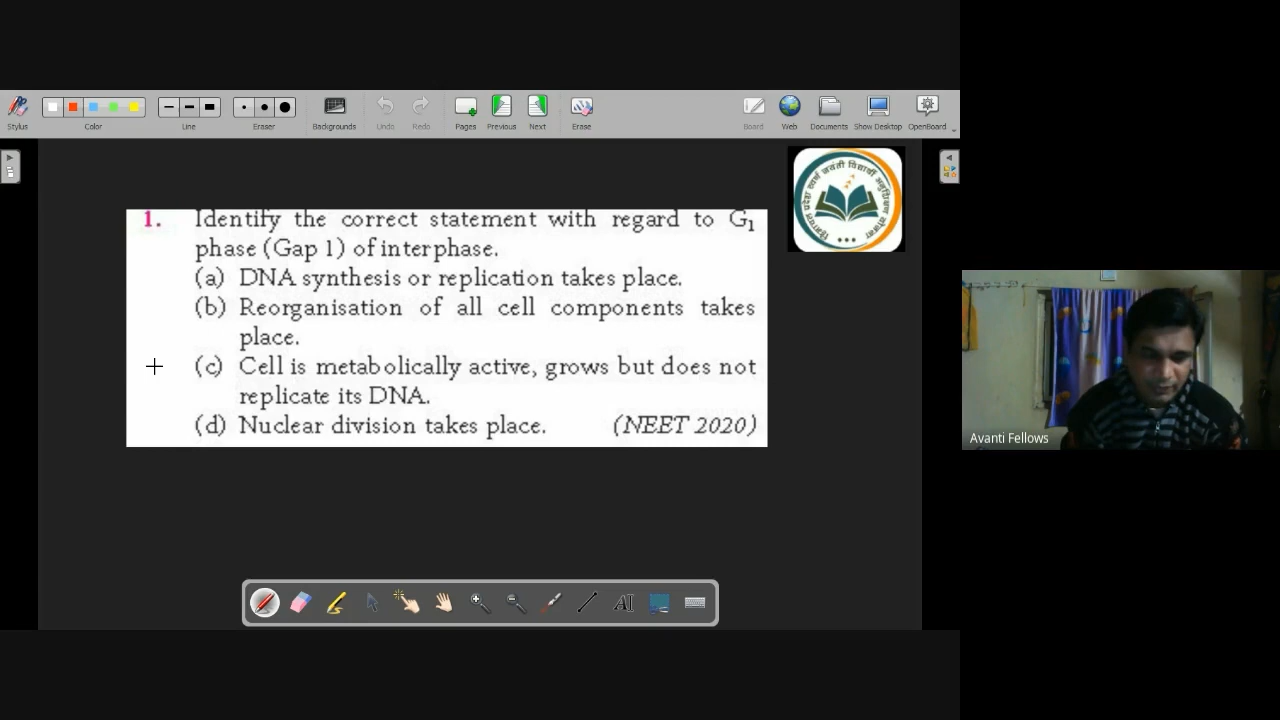 Stylus
Color
Line
Eraser
Backgrounds
Undo
Redo
Pages
Previous
Next
Erase
Board
Web
Documents
Show Desktop
OpenBoard
1. Identify the correct statement with regard to G₁
phase (Gap 1) of interphase.
(a) DNA synthesis or replication takes place.
(b) Reorganisation of all cell components takes
place.
(c) Cell is metabolically active, grows but does not
replicate its DNA.
(d) Nuclear division takes place. (NEET 2020)
Avanti Fellows